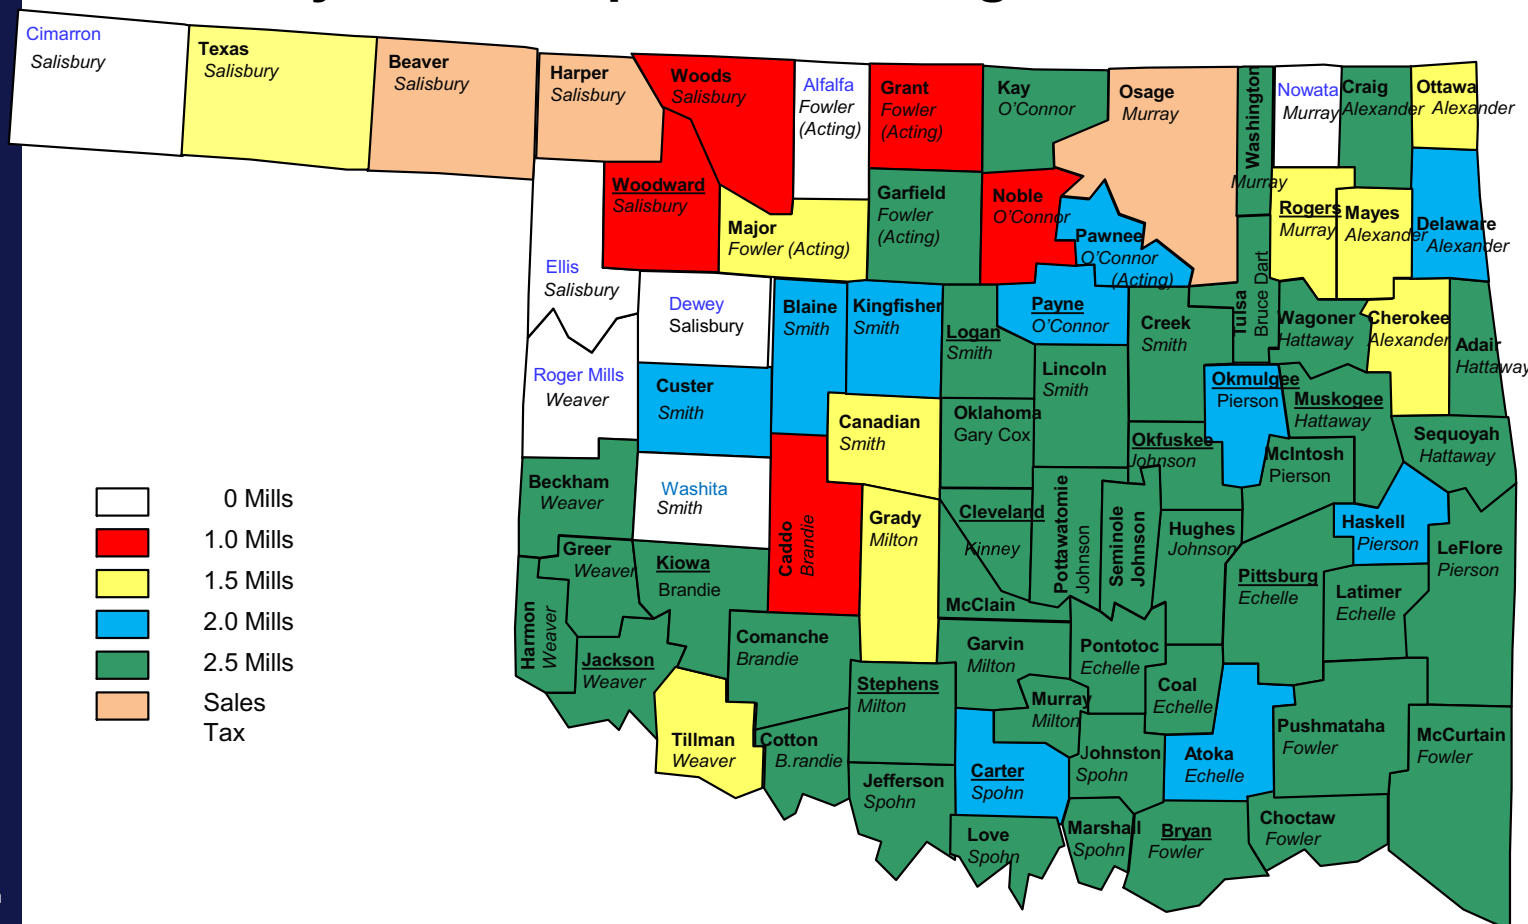 Cimarron
Salisbury
Texas
Salisbury
Beaver
Salisbury
Harper
Salisbury
Woods
Salisbury
Alfalfa
Fowler
(Acting)
Grant
Fowler
(Acting)
Kay
O'Connor
Osage
Murray
Washington
Murray
Nowata
Murray
Craig
Alexander
Ottawa
Alexander
Woodward
Salisbury
Major
Fowler (Acting)
Garfield
Fowler
(Acting)
Noble
O'Connor
Pawnee
O'Connor
(Acting)
Rogers
Murray
Mayes
Alexander
Delaware
Alexander
Ellis
Salisbury
Dewey
Salisbury
Blaine
Smith
Kingfisher
Smith
Logan
Smith
Payne
O'Connor
Creek
Smith
Tulsa
Bruce Dart
Wagoner
Hattaway
Cherokee
Alexander
Adair
Hattaway
Roger Mills
Weaver
Custer
Smith
Canadian
Smith
Oklahoma
Gary Cox
Lincoln
Smith
Okfuskee
Johnson
Okmulgee
Pierson
Muskogee
Hattaway
McIntosh
Pierson
Sequoyah
Hattaway
Beckham
Weaver
Washita
Smith
Caddo
Brandie
Grady
Milton
Cleveland
Kinney
Pottawatomie
Johnson
Seminole
Johnson
Hughes
Johnson
Haskell
Pierson
LeFlore
Pierson
Greer
Weaver
Kiowa
Brandie
McClain
Pittsburg
Echelle
Latimer
Echelle
Harmon
Weaver
Jackson
Weaver
Comanche
Brandie
Garvin
Milton
Pontotoc
Echelle
Coal
Echelle
Stephens
Milton
Murray
Milton
Tillman
Weaver
Cotton
B.randie
Carter
Spohn
Johnston
Spohn
Atoka
Echelle
Pushmataha
Fowler
McCurtain
Fowler
Jefferson
Spohn
Love
Spohn
Marshall
Spohn
Bryan
Fowler
Choctaw
Fowler
0 Mills
1.0 Mills
1.5 Mills
2.0 Mills
2.5 Mills
Sales
Tax